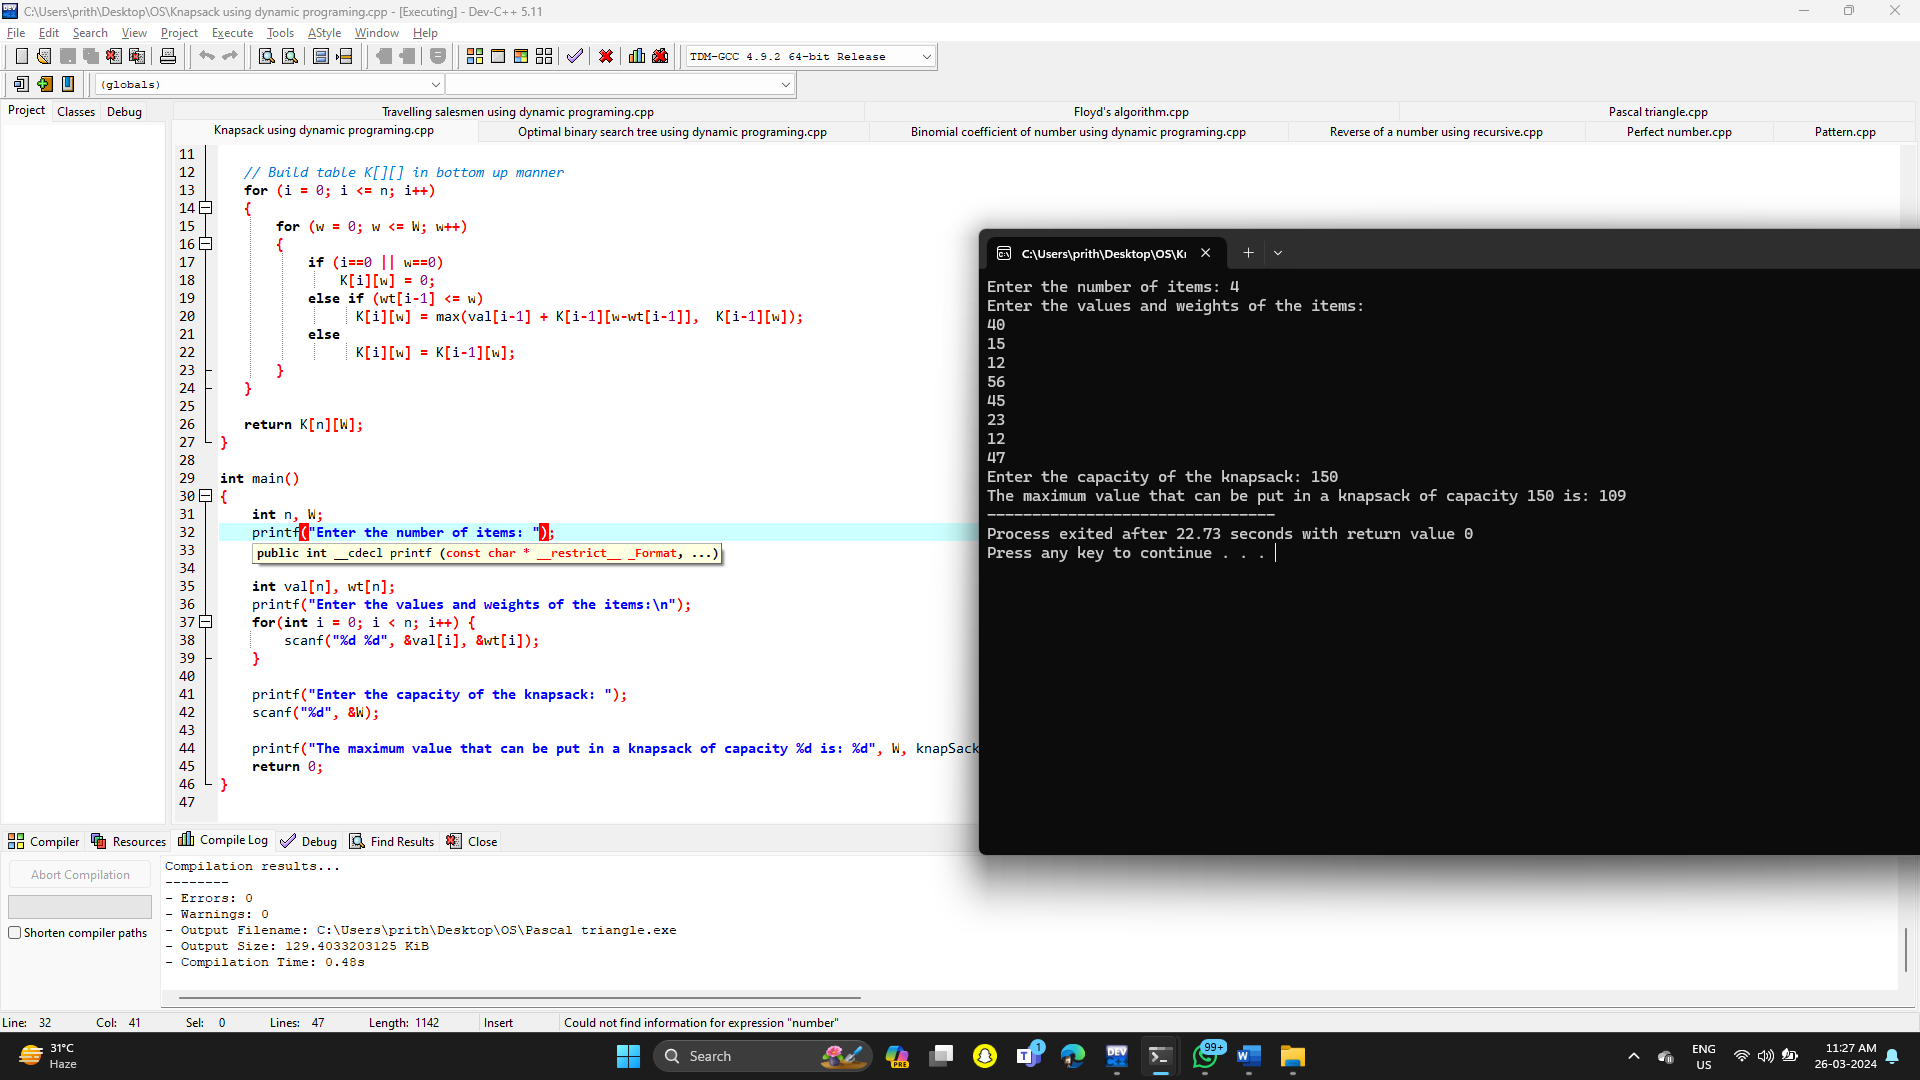 C:\Users\prith\Desktop\OS\Knapsack using dynamic programing.cpp - [Executing] - Dev-C++ 5.11
File Edit Search View Project Execute Tools AStyle Window Help
TDM-GCC 4.9.2 64-bit Release
(globals)
Project Classes Debug
Travelling salesmen using dynamic programing.cpp Floyd's algorithm.cpp Pascal triangle.cpp
Knapsack using dynamic programing.cpp Optimal binary search tree using dynamic programing.cpp Binomial coefficient of number using dynamic programing.cpp Reverse of a number using recursive.cpp Perfect number.cpp Pattern.cpp
11
12 // Build table K[][] in bottom up manner
13 for (i = 0; i <= n; i++)
14 {
15 for (w = 0; w <= W; w++)
16 {
17 if (i==0 || w==0)
18 K[i][w] = 0;
19 else if (wt[i-1] <= w)
20 K[i][w] = max(val[i-1] + K[i-1][w-wt[i-1]],  K[i-1][w]);
21 else
22 K[i][w] = K[i-1][w];
23 }
24 }
25
26 return K[n][W];
27 }
28
29 int main()
30 {
31 int n, W;
32 printf("Enter the number of items: ");
33 public int __cdecl printf (const char * __restrict__ _Format, ...)
34
35 int val[n], wt[n];
36 printf("Enter the values and weights of the items:\n");
37 for(int i = 0; i < n; i++) {
38 scanf("%d %d", &val[i], &wt[i]);
39 }
40
41 printf("Enter the capacity of the knapsack: ");
42 scanf("%d", &W);
43
44 printf("The maximum value that can be put in a knapsack of capacity %d is: %d", W, knapSack
45 return 0;
46 }
47
C:\Users\prith\Desktop\OS\Kı
Enter the number of items: 4
Enter the values and weights of the items:
40
15
12
56
45
23
12
47
Enter the capacity of the knapsack: 150
The maximum value that can be put in a knapsack of capacity 150 is: 109
--------------------------------
Process exited after 22.73 seconds with return value 0
Press any key to continue . . .
Compiler Resources Compile Log Debug Find Results Close
Abort Compilation
Shorten compiler paths
Compilation results...
--------
- Errors: 0
- Warnings: 0
- Output Filename: C:\Users\prith\Desktop\OS\Pascal triangle.exe
- Output Size: 129.4033203125 KiB
- Compilation Time: 0.48s
Line: 32 Col: 41 Sel: 0 Lines: 47 Length: 1142 Insert Could not find information for expression "number"
31°C
Haze
Search
PRE
1
DEV
99+
ENG
US
11:27 AM
26-03-2024